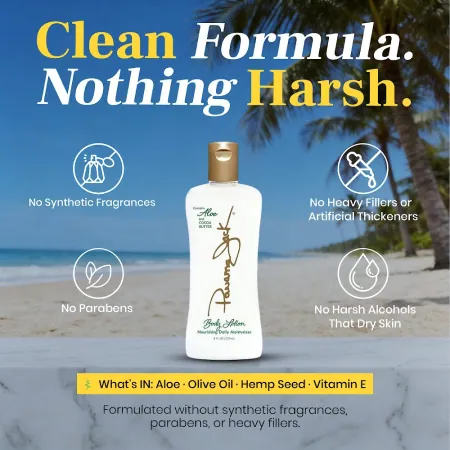 Clean Formula.
Nothing Harsh.
No Synthetic Fragrances
No Heavy Fillers or
Artificial Thickeners
No Parabens
No Harsh Alcohols
That Dry Skin
Aloe
and
COCOA
BUTTER
Panama Jack
Body Lotion
Nourishing Daily Moisturizer
What's IN: Aloe · Olive Oil · Hemp Seed · Vitamin E
Formulated without synthetic fragrances,
parabens, or heavy fillers.